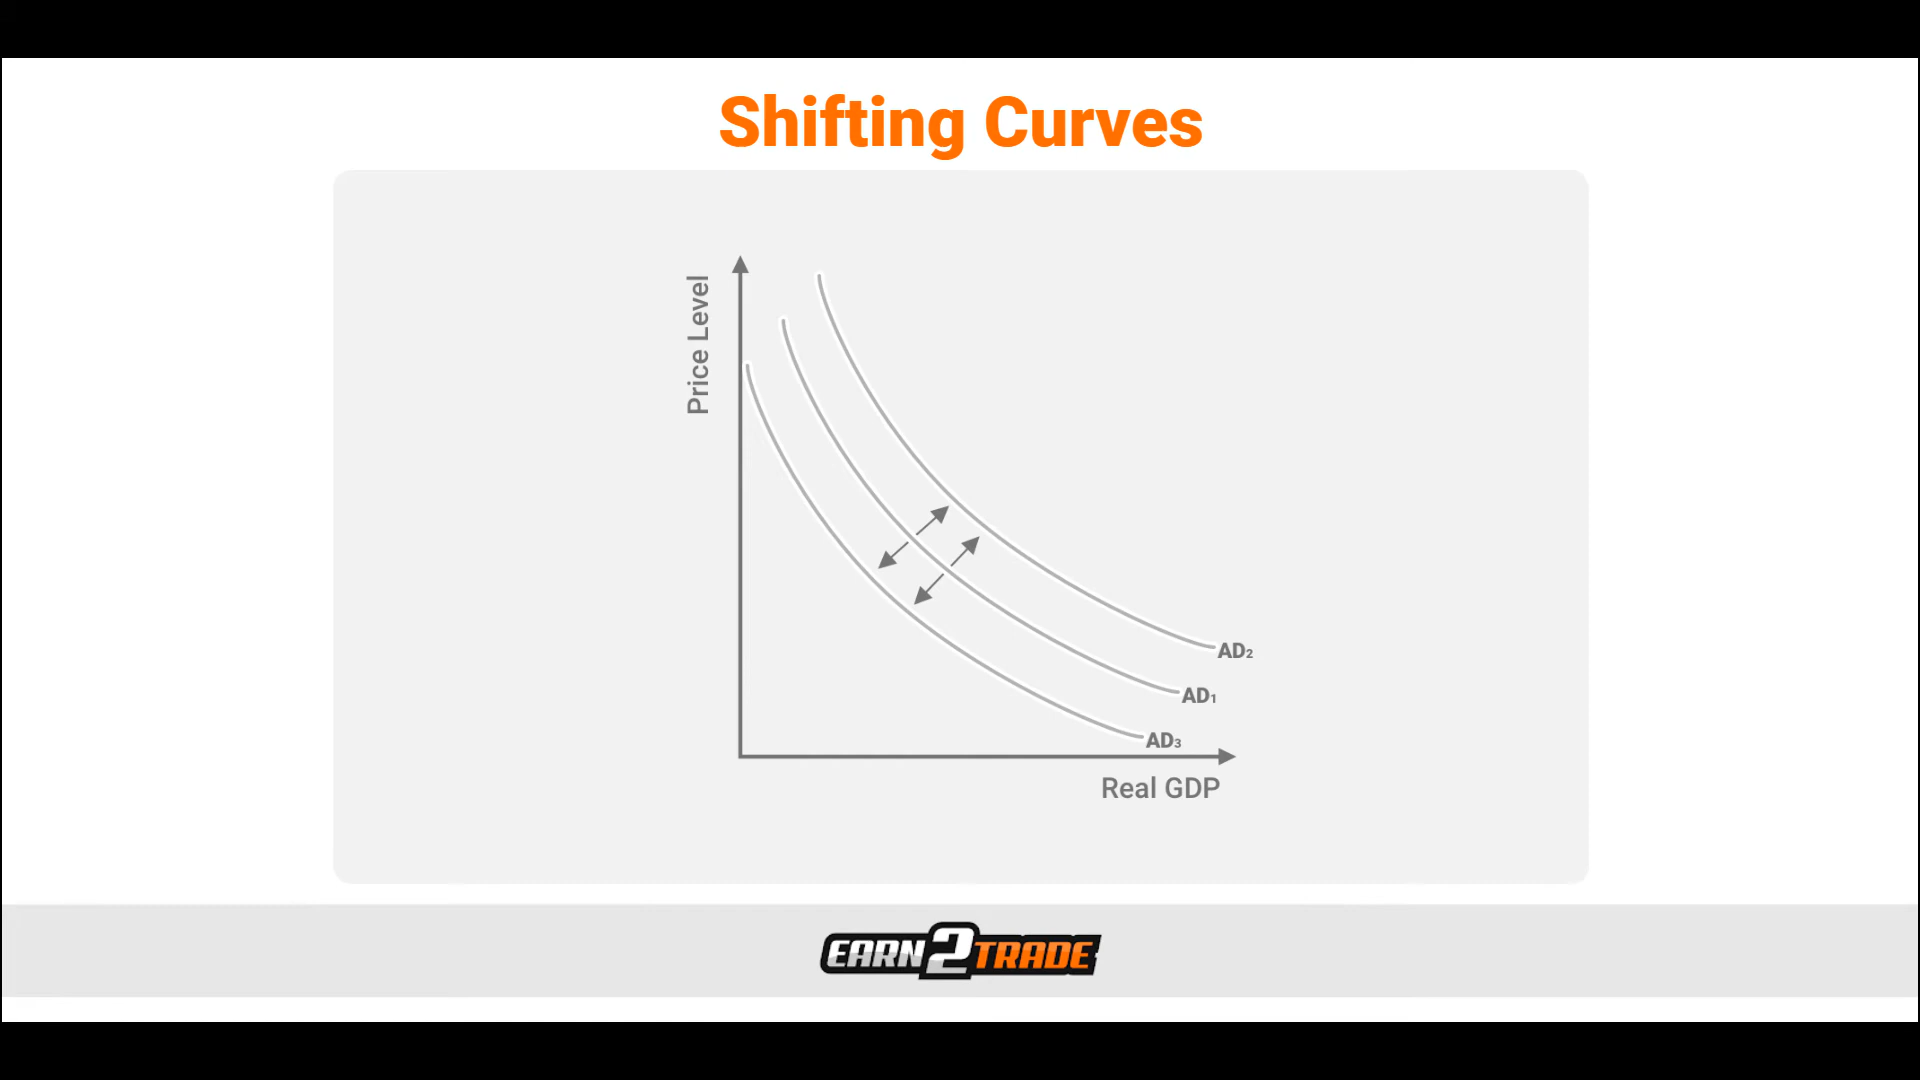 Shifting Curves
Price Level
AD₂
AD₁
AD₃
Real GDP
EARN2TRADE